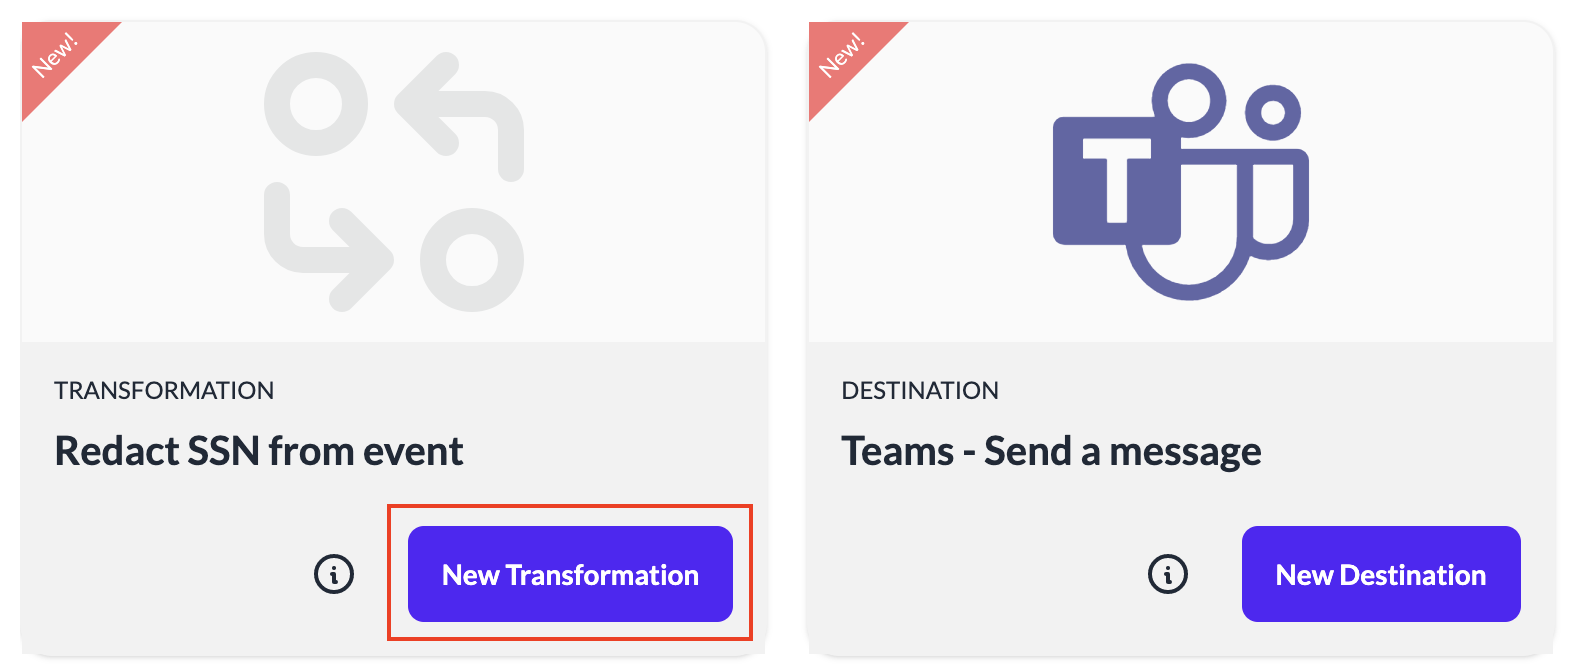 New!
TRANSFORMATION
Redact SSN from event
New Transformation
New!
T
DESTINATION
Teams - Send a message
New Destination